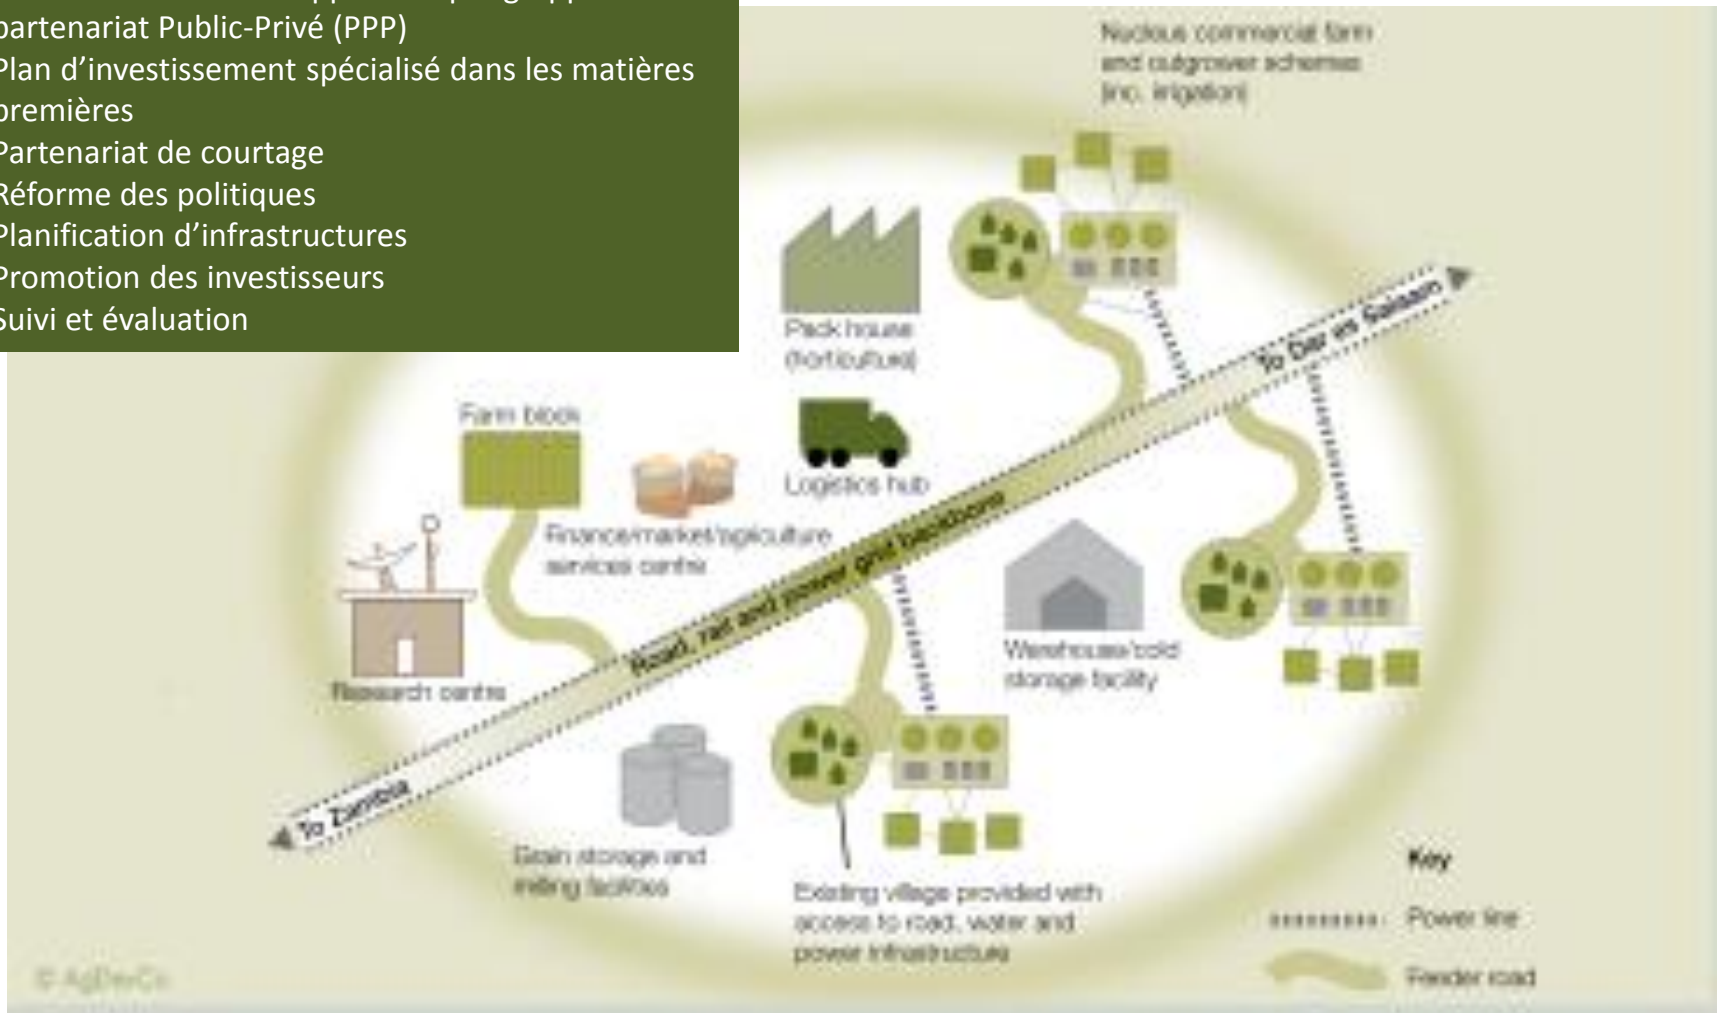 partenariat Public-Privé (PPP)
Plan d’investissement spécialisé dans les matières
premières
Partenariat de courtage
Réforme des politiques
Planification d’infrastructures
Promotion des investisseurs
Suivi et évaluation
Nucleus commercial farm
and outgrower schemes
(inc. irrigation)
Pack house
(horticulture)
To Dar es Salaam
Farm block
Logistics hub
Finance/market/agriculture
services centre
Road, rail and power grid backbone
Warehouse/cold
storage facility
Research centre
To Zambia
Grain storage and
milling facilities
Existing village provided with
access to road, water and
power infrastructure
Key
Power line
Feeder road
© AgDevCo